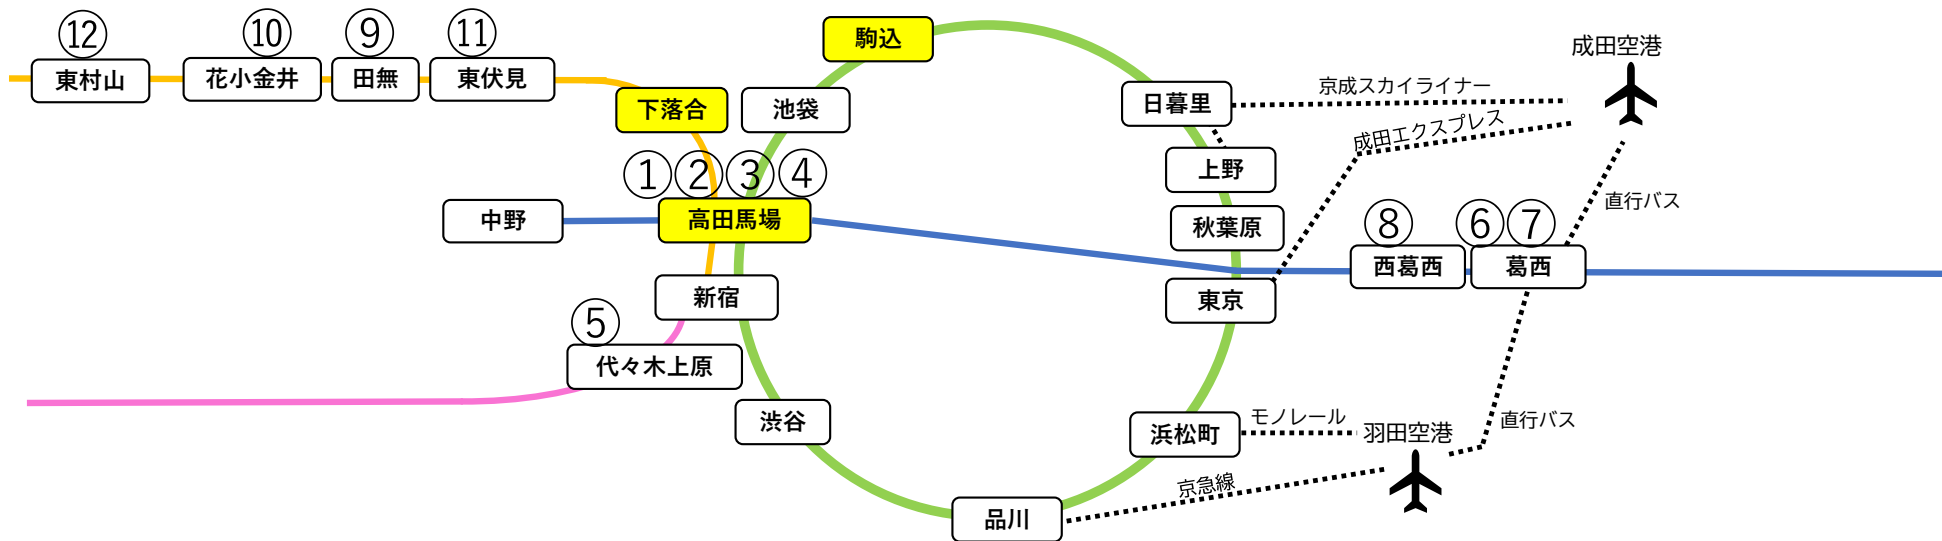 ⑫
⑩
⑨
⑪
東村山
花小金井
田無
東伏見
駒込
下落合
池袋
日暮里
京成スカイライナー
成田空港
成田エクスプレス
上野
①
②
③
④
中野
高田馬場
秋葉原
直行バス
⑧
⑥
⑦
西葛西
葛西
新宿
東京
⑤
代々木上原
渋谷
浜松町
モノレール
羽田空港
直行バス
京急線
品川